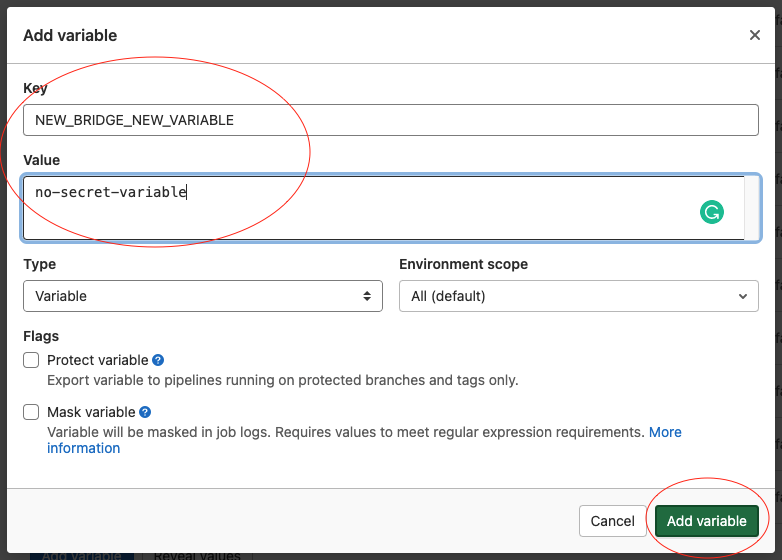 Add variable
Key
NEW_BRIDGE_NEW_VARIABLE
Value
no-secret-variable
Type
Environment scope
Variable
All (default)
Flags
Protect variable
Export variable to pipelines running on protected branches and tags only.
Mask variable
Variable will be masked in job logs. Requires values to meet regular expression requirements. More
information
Cancel
Add variable
Add variable
Reveal values